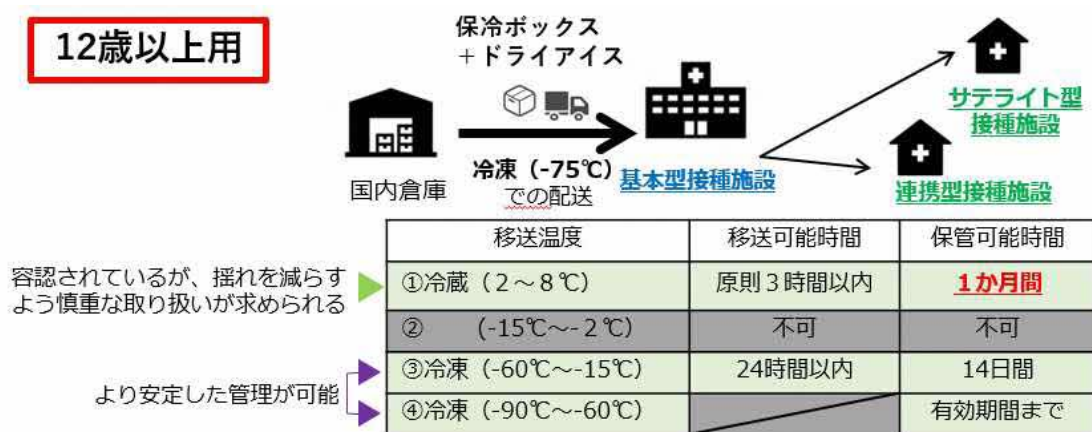 12歳以上用
保冷ボックス
＋ドライアイス
国内倉庫
冷凍（-75℃）
での配送
基本型接種施設
サテライト型
接種施設
連携型接種施設
移送温度 移送可能時間 保管可能時間
容認されているが、揺れを減らす
よう慎重な取り扱いが求められる
①冷蔵（２～８℃） 原則３時間以内 １か月間
② (-15℃～-２℃) 不可 不可
より安定した管理が可能
③冷凍（-60℃～-15℃） 24時間以内 14日間
④冷凍（-90℃～-60℃） 有効期間まで